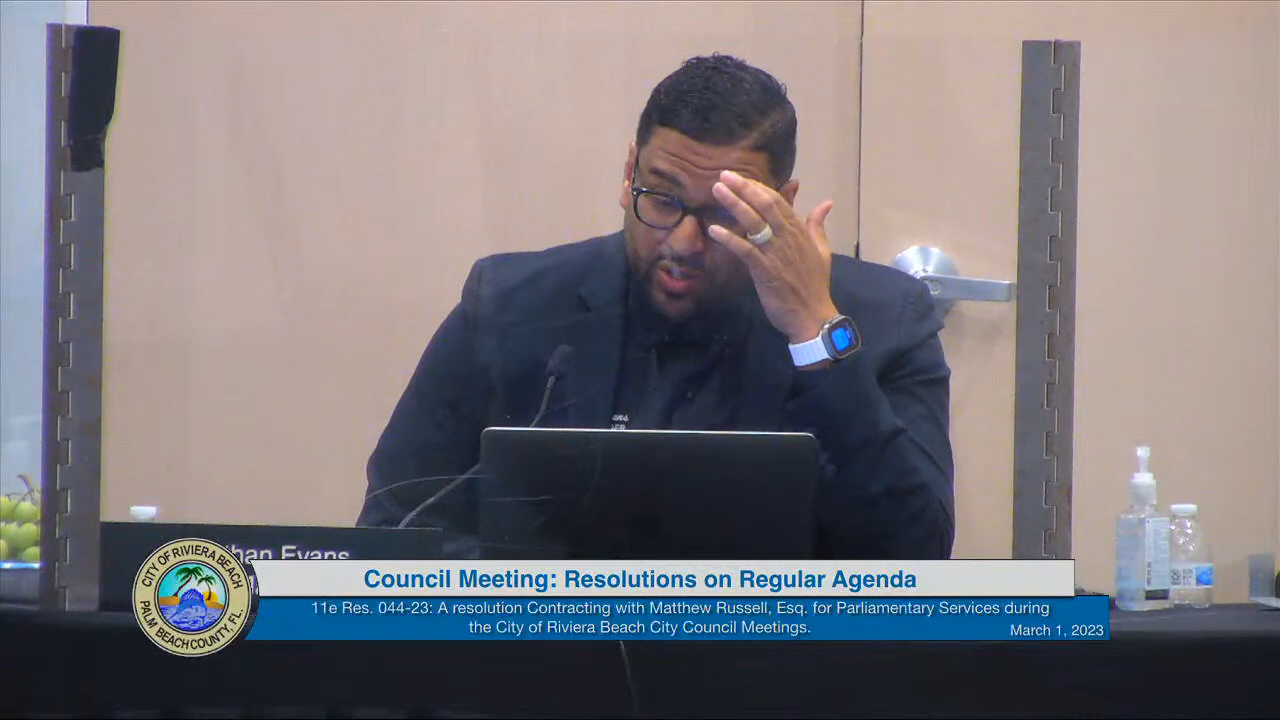 han Evans
CITY OF RIVIERA BEACH
PALM BEACH COUNTY, FL.
Council Meeting: Resolutions on Regular Agenda
11e Res. 044-23: A resolution Contracting with Matthew Russell, Esq. for Parliamentary Services during
the City of Riviera Beach City Council Meetings.
March 1, 2023